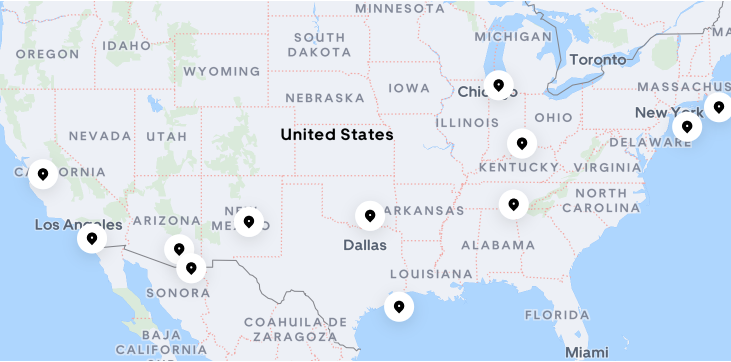 MINNESOTA
MICHIGAN
MA
OREGON
IDAHO
SOUTH
DAKOTA
Toronto
WYOMING
Chicago
IOWA
MASSACHUS
NEBRASKA
New York
ILLINOIS
OHIO
NEVADA
UTAH
United States
DELAWARE
KENTUCKY
VIRGINIA
CALIFORNIA
NORTH
CAROLINA
Los Angeles
ARIZONA
NEW
MEXICO
ARKANSAS
Dallas
ALABAMA
LOUISIANA
SONORA
FLORIDA
COAHUILA DE
ZARAGOZA
BAJA
CALIFORNIA
Miami